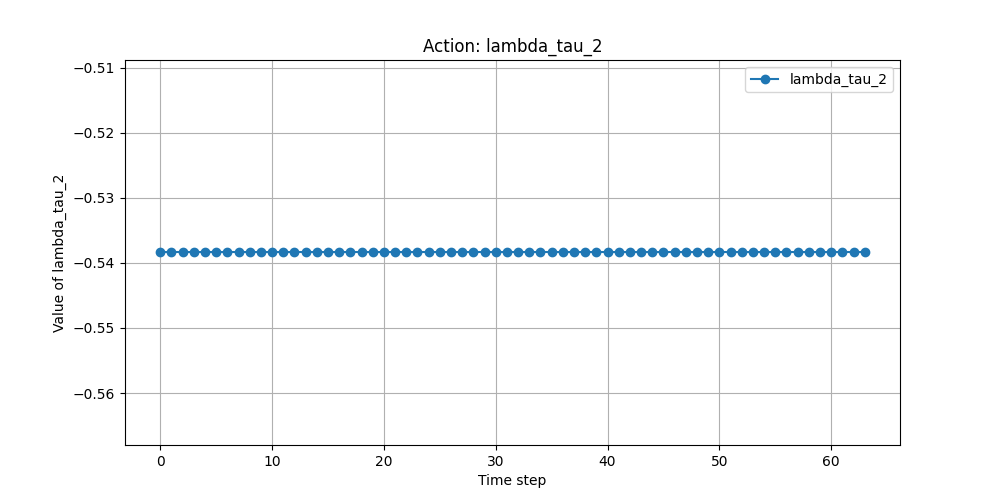 Action: lambda_tau_2
lambda_tau_2
Value of lambda_tau_2
−0.51
−0.52
−0.53
−0.54
−0.55
−0.56
0 10 20 30 40 50 60
Time step